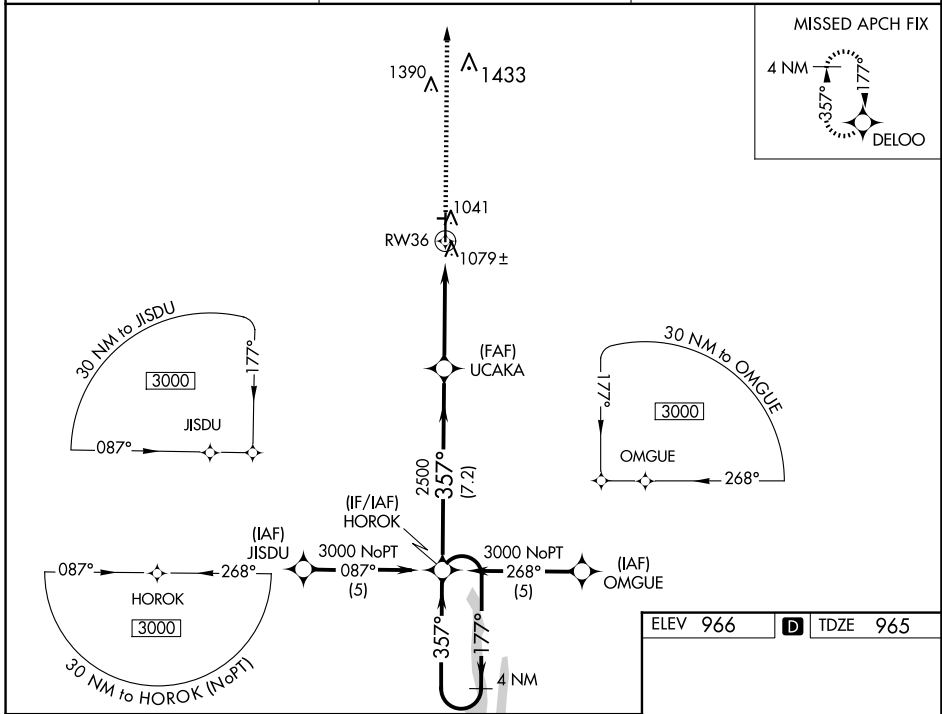 MISSED APCH FIX
4 NM
357°
177°
DELOO
1390
1433
1041
RW36
1079±
(FAF)
UCAKA
30 NM to JISDU
3000
177°
JISDU
087°
30 NM to OMGUE
177°
3000
OMGUE
268°
2500
357°
(7.2)
(IF/IAF)
HOROK
(IAF)
JISDU
3000 NoPT
087°
(5)
3000 NoPT
268°
(5)
(IAF)
OMGUE
087°
268°
HOROK
3000
30 NM to HOROK (NoPT)
357°
177°
4 NM
ELEV 966 D TDZE 965